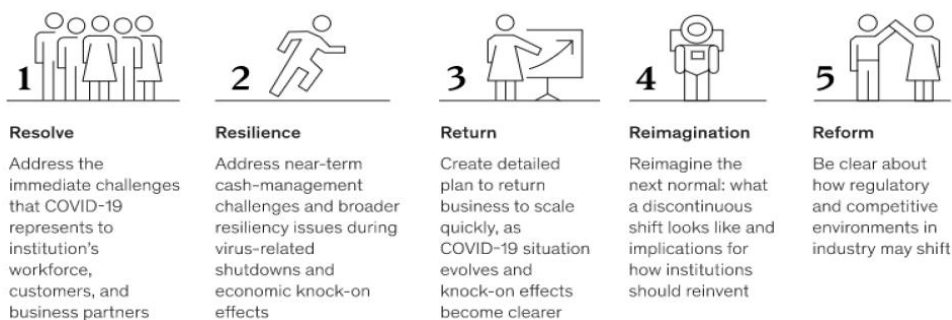 1
Resolve
Address the
immediate challenges
that COVID-19
represents to
institution's
workforce,
customers, and
business partners
2
Resilience
Address near-term
cash-management
challenges and broader
resiliency issues during
virus-related
shutdowns and
economic knock-on
effects
3
Return
Create detailed
plan to return
business to scale
quickly, as
COVID-19 situation
evolves and
knock-on effects
become clearer
4
Reimagination
Reimagine the
next normal: what
a discontinuous
shift looks like and
implications for
how institutions
should reinvent
5
Reform
Be clear about
how regulatory
and competitive
environments in
industry may shift